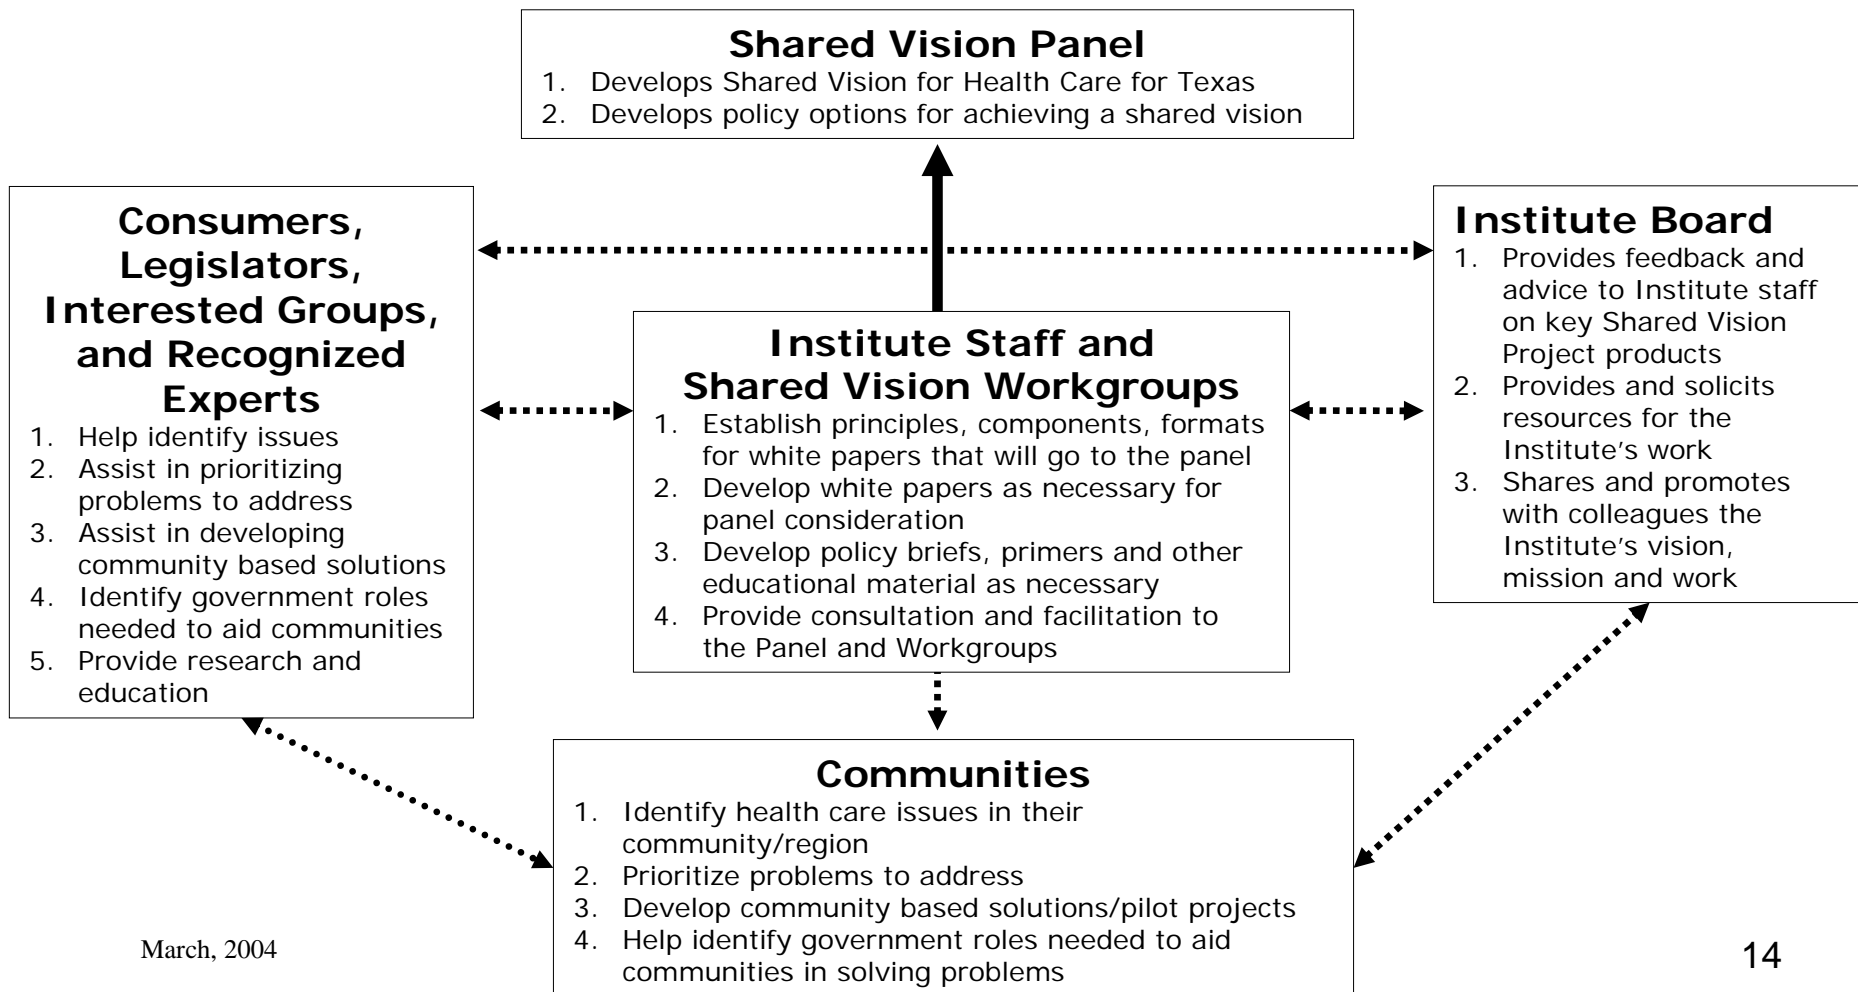 Shared Vision Panel
1. Develops Shared Vision for Health Care for Texas
2. Develops policy options for achieving a shared vision
Consumers,
Legislators,
Interested Groups,
and Recognized
Experts
1. Help identify issues
2. Assist in prioritizing
problems to address
3. Assist in developing
community based solutions
4. Identify government roles
needed to aid communities
5. Provide research and
education
Institute Staff and
Shared Vision Workgroups
1. Establish principles, components, formats
for white papers that will go to the panel
2. Develop white papers as necessary for
panel consideration
3. Develop policy briefs, primers and other
educational material as necessary
4. Provide consultation and facilitation to
the Panel and Workgroups
Institute Board
1. Provides feedback and
advice to Institute staff
on key Shared Vision
Project products
2. Provides and solicits
resources for the
Institute's work
3. Shares and promotes
with colleagues the
Institute's vision,
mission and work
Communities
1. Identify health care issues in their
community/region
2. Prioritize problems to address
3. Develop community based solutions/pilot projects
4. Help identify government roles needed to aid
communities in solving problems
March, 2004
14